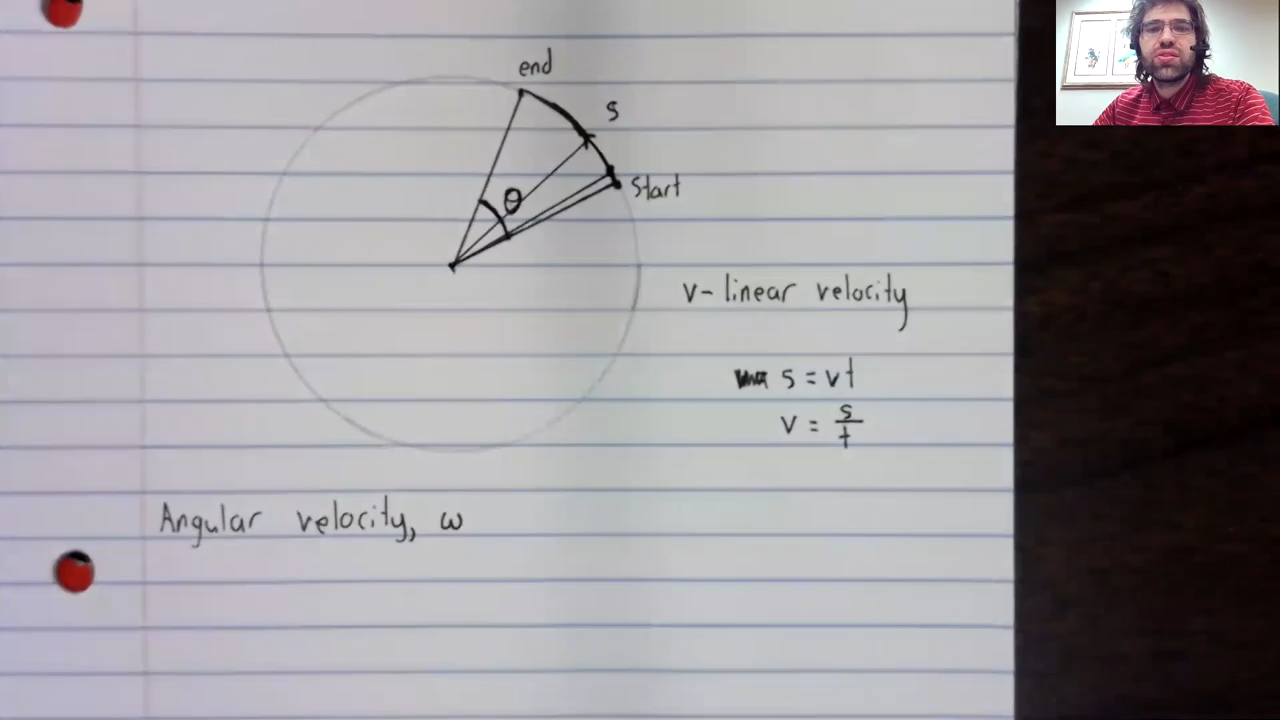 end
s
θ
Start
v - linear velocity
s = vt
v = s/t
Angular velocity, ω